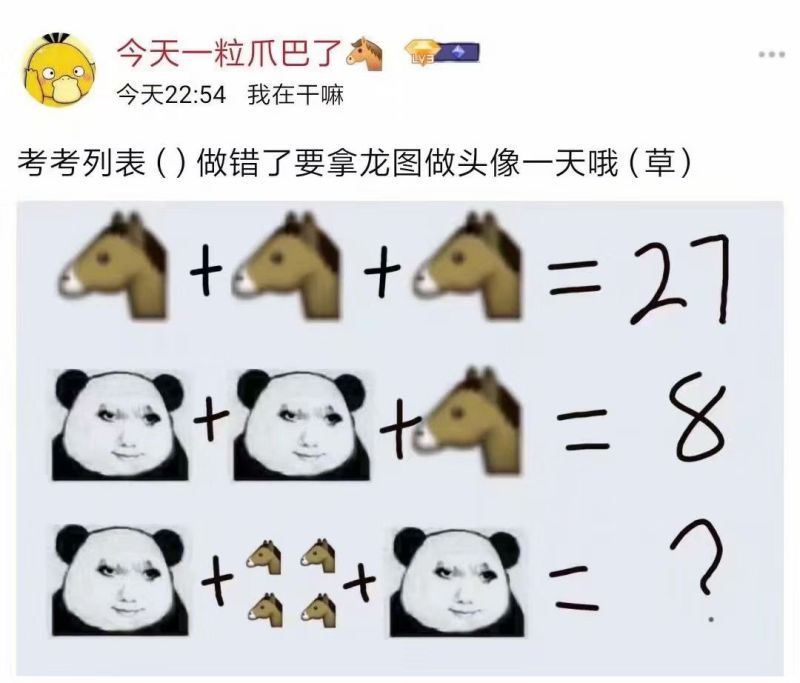 今天一粒爪巴了🐴 LV3
今天22:54 我在干嘛
考考列表（）做错了要拿龙图做头像一天哦（草）
+ + = 27
+ + = 8
+ + = ?